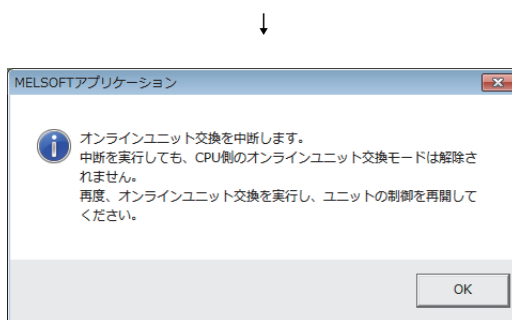 ↓
MELSOFTアプリケーション
オンラインユニット交換を中断します。
中断を実行しても、CPU側のオンラインユニット交換モードは解除さ
れません。
再度、オンラインユニット交換を実行し、ユニットの制御を再開して
ください。
OK